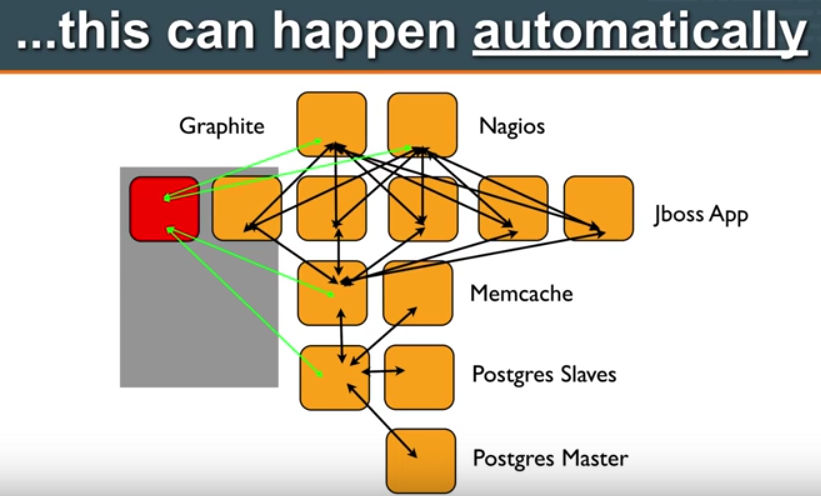 ...this can happen automatically
Graphite
Nagios
Jboss App
Memcache
Postgres Slaves
Postgres Master